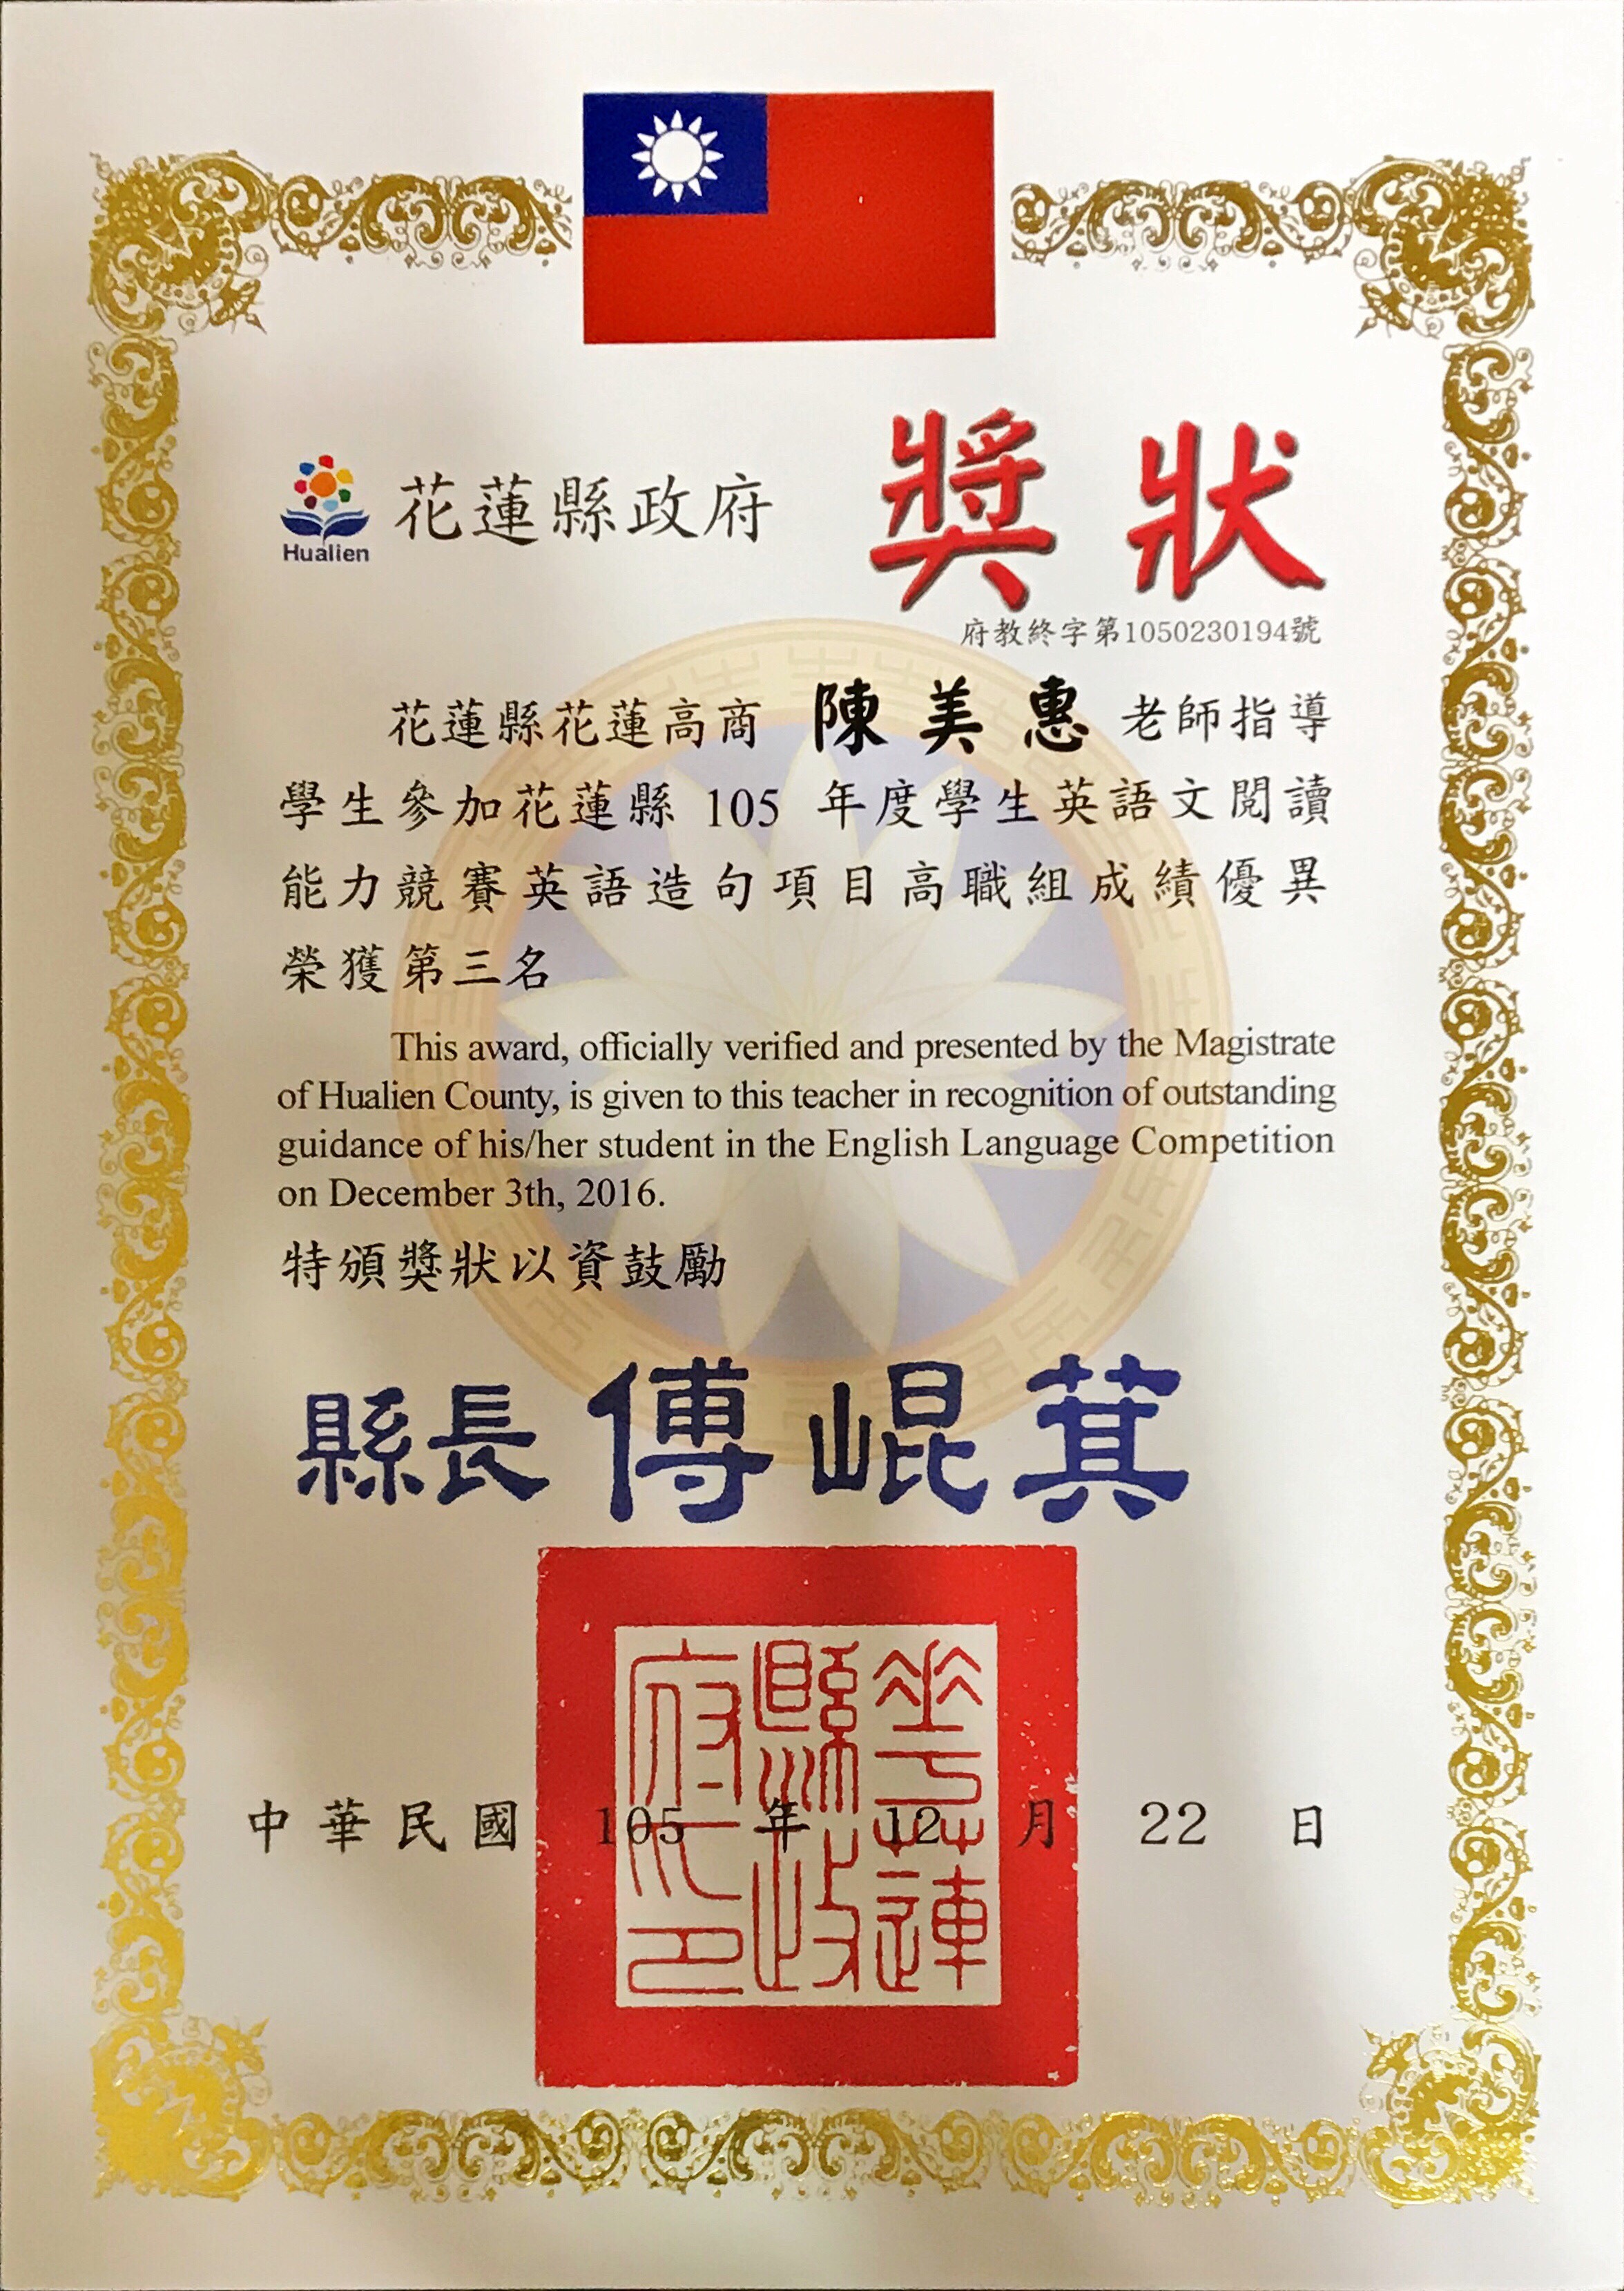 花蓮縣政府 獎狀
Hualien
府教終字第1050230194號
花蓮縣花蓮高商 陳美惠 老師指導
學生參加花蓮縣 105 年度學生英語文閱讀
能力競賽英語造句項目高職組成績優異
榮獲第三名
This award, officially verified and presented by the Magistrate
of Hualien County, is given to this teacher in recognition of outstanding
guidance of his/her student in the English Language Competition
on December 3th, 2016.
特頒獎狀以資鼓勵
縣長 傅崐萁
花蓮縣政府印
中華民國 105 年 12 月 22 日